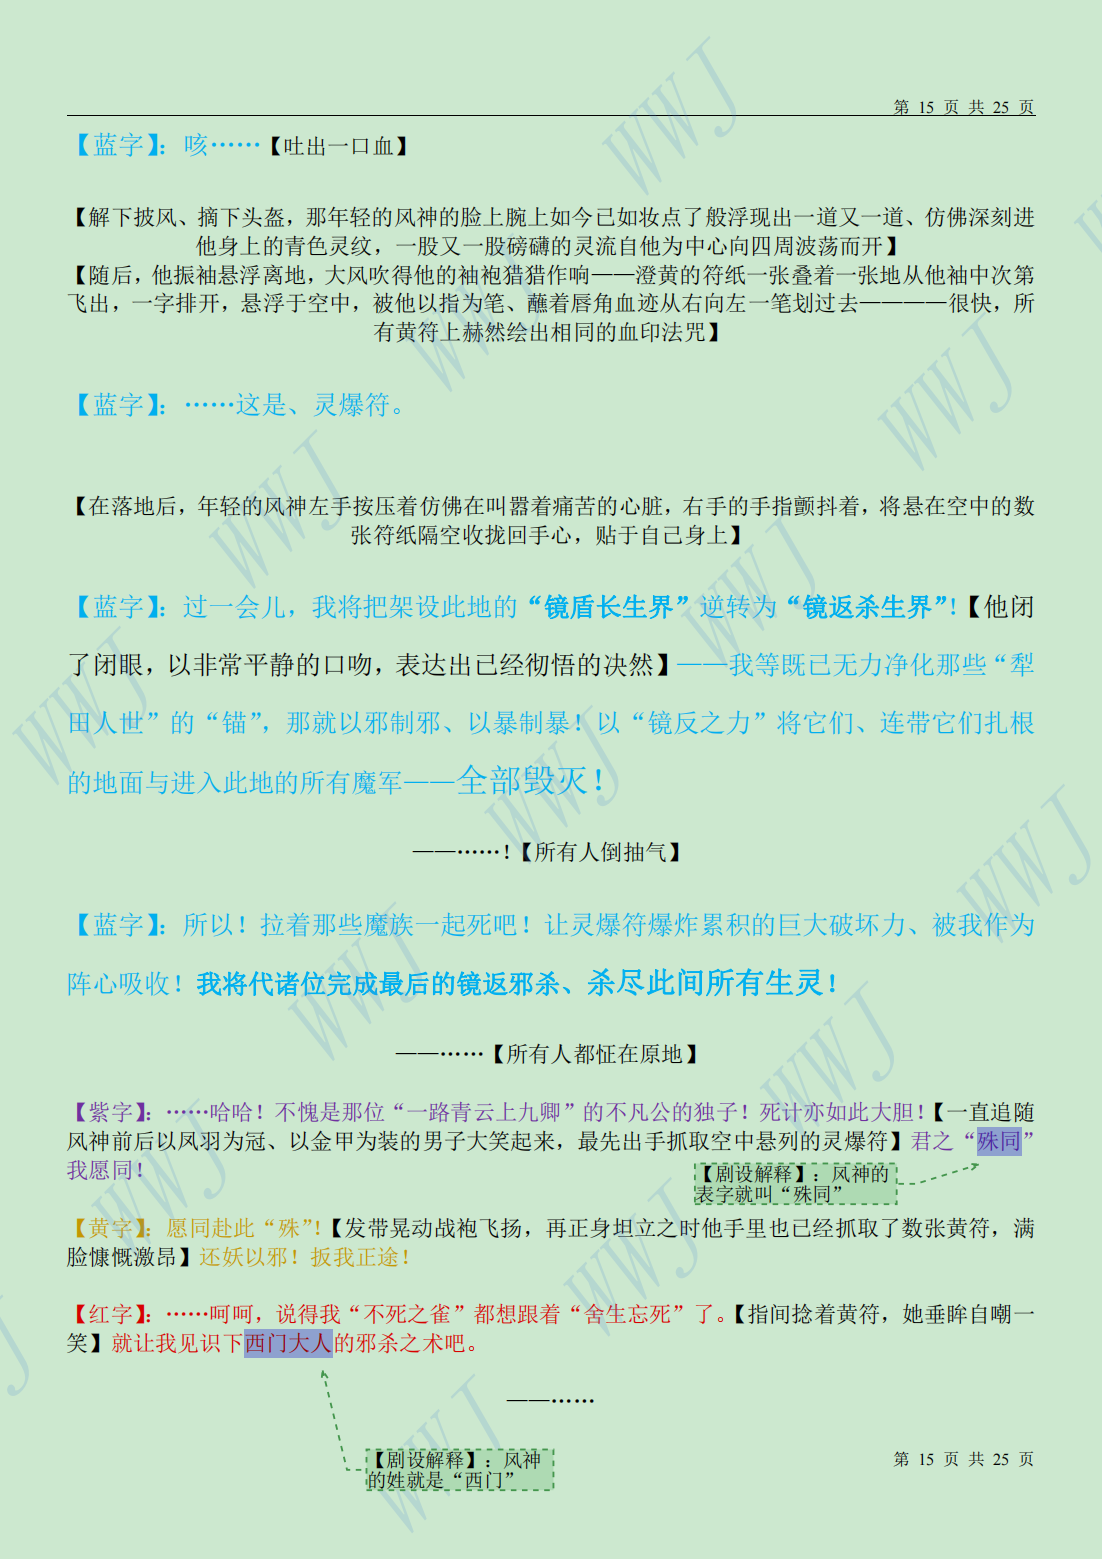 第 15 页 共 25 页
【蓝字】：咳……【吐出一口血】
【解下披风、摘下头盔，那年轻的风神的脸上腕上如今已如妆点了般浮现出一道又一道、仿佛深刻进
他身上的青色灵纹，一股又一股磅礴的灵流自他为中心向四周波荡而开】
【随后，他振袖悬浮离地，大风吹得他的袖袍猎猎作响——澄黄的符纸一张叠着一张地从他袖中次第
飞出，一字排开，悬浮于空中，被他以指为笔、蘸着唇角血迹从右向左一笔划过去————很快，所
有黄符上赫然绘出相同的血印法咒】
【蓝字】：……这是、灵爆符。
【在落地后，年轻的风神左手按压着仿佛在叫嚣着痛苦的心脏，右手的手指颤抖着，将悬在空中的数
张符纸隔空收拢回手心，贴于自己身上】
【蓝字】：过一会儿，我将把架设此地的“镜盾长生界”逆转为“镜返杀生界”！【他闭
了闭眼，以非常平静的口吻，表达出已经彻悟的决然】——我等既已无力净化那些“犁
田人世”的“锚”，那就以邪制邪、以暴制暴！以“镜反之力”将它们、连带它们扎根
的地面与进入此地的所有魔军——全部毁灭！
——……！【所有人倒抽气】
【蓝字】：所以！拉着那些魔族一起死吧！让灵爆符爆炸累积的巨大破坏力、被我作为
阵心吸收！我将代诸位完成最后的镜返邪杀、杀尽此间所有生灵！
——……【所有人都怔在原地】
【紫字】：……哈哈！不愧是那位“一路青云上九卿”的不凡公的独子！死计亦如此大胆！【一直追随
风神前后以凤羽为冠、以金甲为装的男子大笑起来，最先出手抓取空中悬列的灵爆符】君之“殊同”
我愿同！
【剧设解释】：风神的
表字就叫“殊同”
【黄字】：愿同赴此“殊”！【发带晃动战袍飞扬，再正身坦立之时他手里也已经抓取了数张黄符，满
脸慷慨激昂】还妖以邪！扳我正途！
【红字】：……呵呵，说得我“不死之雀”都想跟着“舍生忘死”了。【指间捻着黄符，她垂眸自嘲一
笑】就让我见识下西门大人的邪杀之术吧。
——……
【剧设解释】：风神
的姓就是“西门”
第 15 页 共 25 页
WWJ
WWJ
WWJ
WWJ
WWJ
WWJ
WWJ
WWJ
WWJ
WWJ
WWJ
WWJ
WWJ